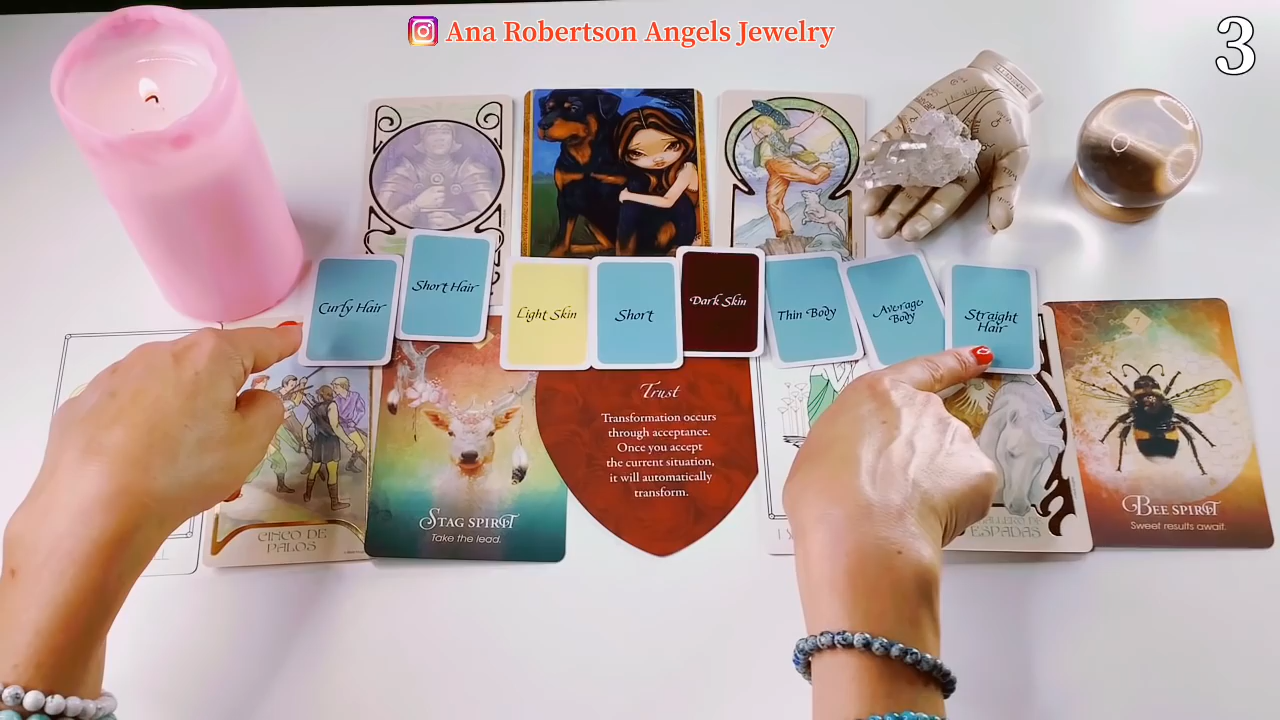 Ana Robertson Angels Jewelry
3
Curly Hair
Short Hair
Light Skin
Short
Dark Skin
Thin Body
Average
Body
Straight
Hair
Trust
Transformation occurs
through acceptance.
Once you accept
the current situation,
it will automatically
transform.
STAG SPIRIT
Take the lead.
CINCO DE
PALOS
ESPADAS
7
BEE SPIRIT
Sweet results await.